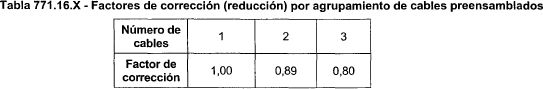 Tabla 771.16.X - Factores de corrección (reducción) por agrupamiento de cables preensamblados
Número de cables 1 2 3
Factor de corrección 1,00 0,89 0,80